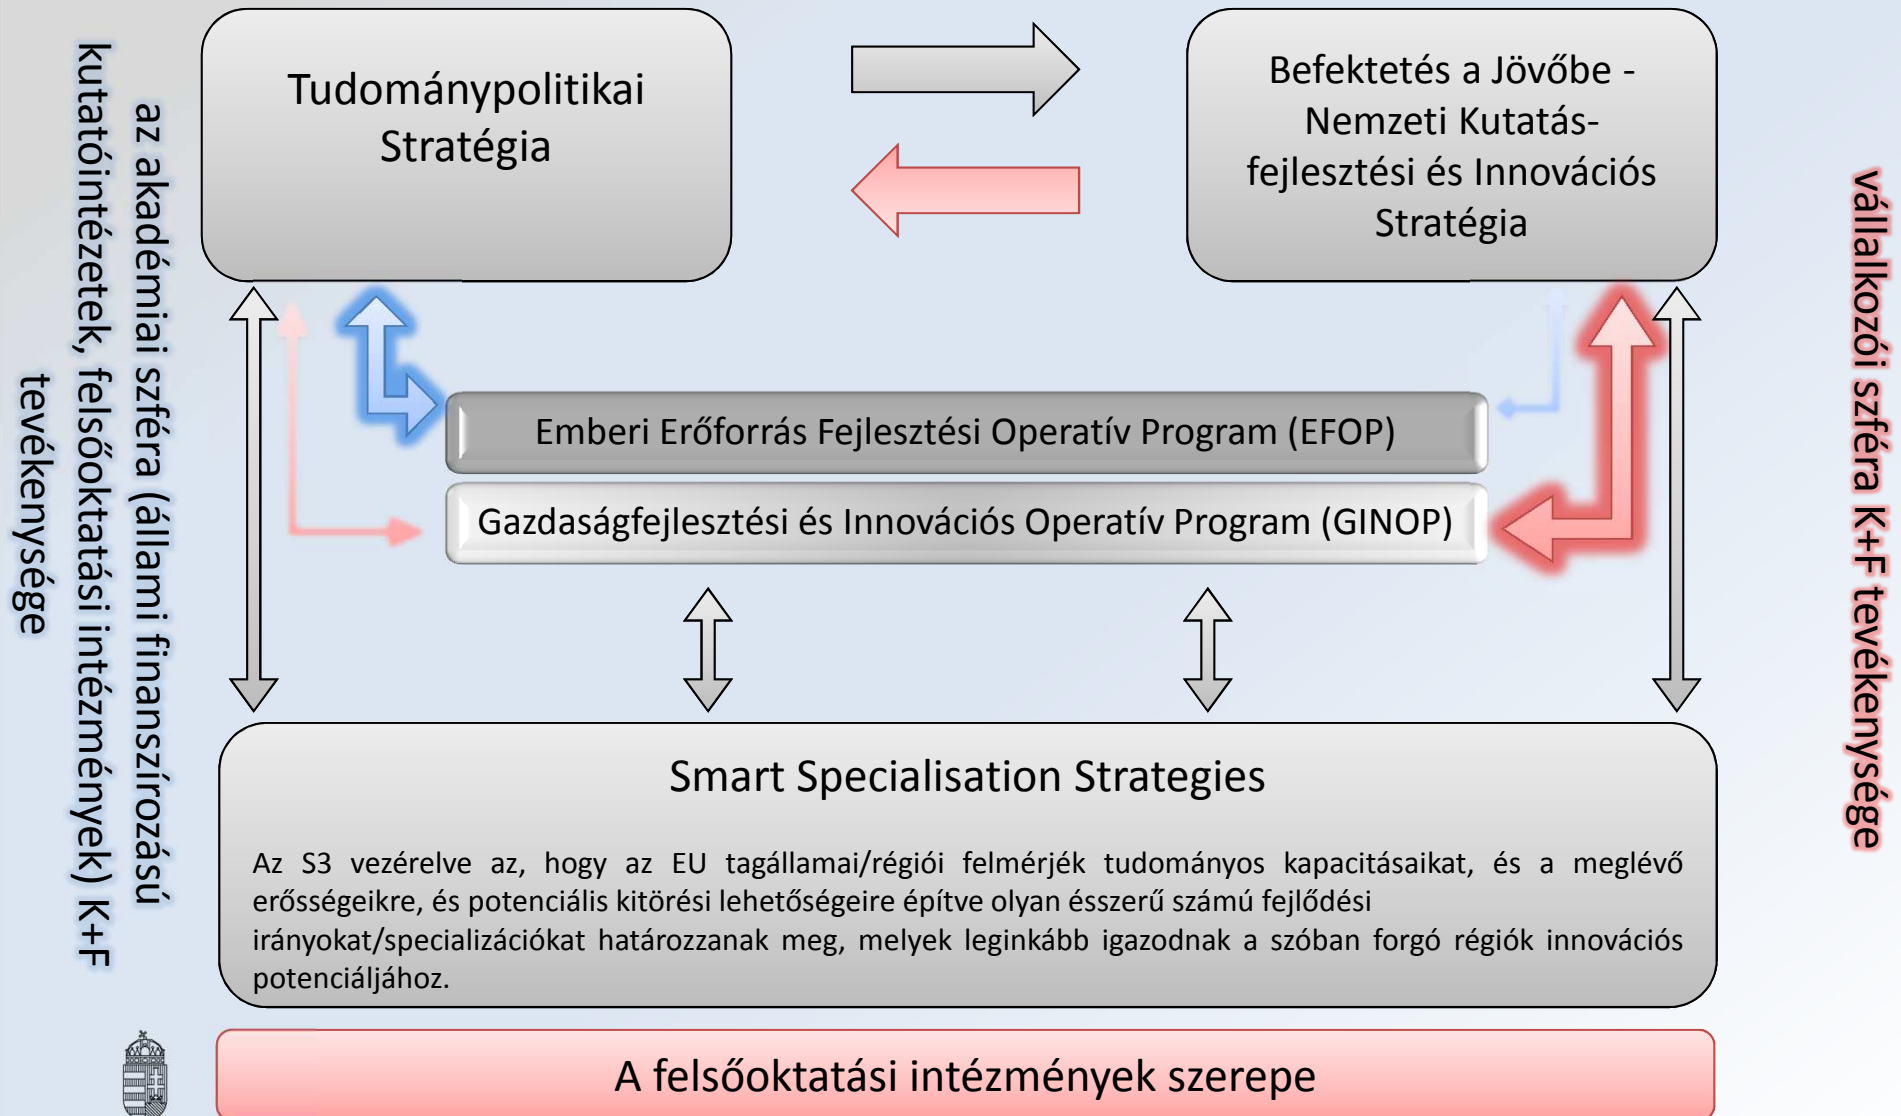 Tudománypolitikai
Stratégia
Befektetés a Jövőbe -
Nemzeti Kutatás-
fejlesztési és Innovációs
Stratégia
az akadémiai szféra (állami finanszírozású
kutatóintézetek, felsőoktatási intézmények) K+F
tevékenysége
vállalkozói szféra K+F tevékenysége
Emberi Erőforrás Fejlesztési Operatív Program (EFOP)
Gazdaságfejlesztési és Innovációs Operatív Program (GINOP)
Smart Specialisation Strategies
Az S3 vezérelve az, hogy az EU tagállamai/régiói felmérjék tudományos kapacitásaikat, és a meglévő
erősségeikre, és potenciális kitörési lehetőségeire építve olyan ésszerű számú fejlődési
irányokat/specializációkat határozzanak meg, melyek leginkább igazodnak a szóban forgó régiók innovációs
potenciáljához.
A felsőoktatási intézmények szerepe